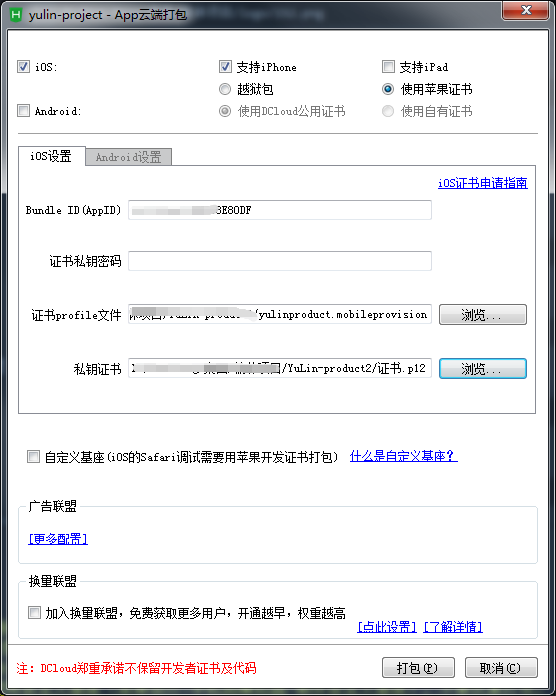 yulin-project - App云端打包
iOS: 支持iPhone 支持iPad
越狱包 使用苹果证书
Android: 使用DCloud公用证书 使用自有证书
iOS设置 Android设置
iOS证书申请指南
Bundle ID(AppID) 3E80DF
证书私钥密码
证书profile文件 /yulinproduct.mobileprovision 浏览...
私钥证书 /YuLin-product2/证书.p12 浏览...
自定义基座(iOS的Safari调试需要用苹果开发证书打包) 什么是自定义基座?
广告联盟
[更多配置]
换量联盟
加入换量联盟，免费获取更多用户，开通越早，权重越高
[点此设置] [了解详情]
注: DCloud郑重承诺不保留开发者证书及代码 打包(P) 取消(C)